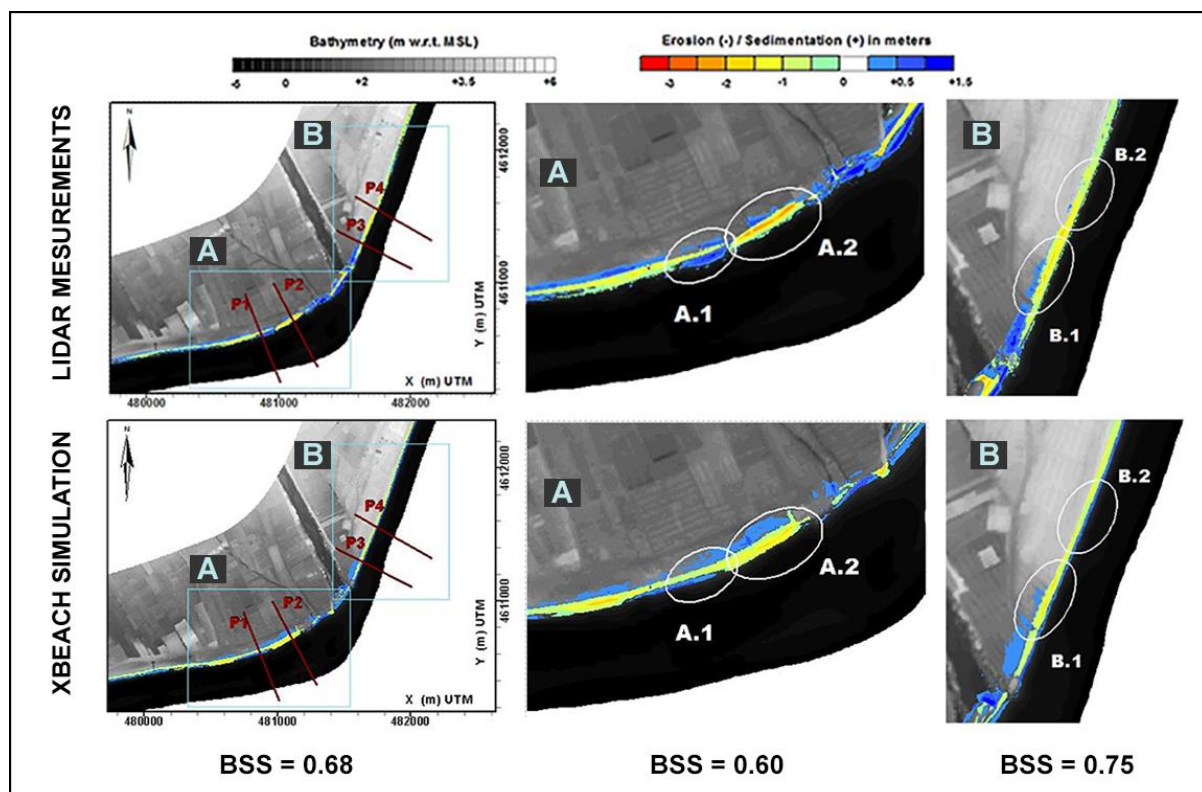 Bathymetry (m w.r.t. MSL)
-5 0 +2 +3.5 +6
Erosion (-) / Sedimentation (+) in meters
-3 -2 -1 0 +0.5 +1.5
LIDAR MESUREMENTS
N
B
P4
P3
A
P2
P1
4612000
4611000
Y (m) UTM
X (m) UTM
480000 481000 482000
A
A.1
A.2
B
B.2
B.1
XBEACH SIMULATION
N
B
P4
P3
A
P2
P1
4612000
4611000
Y (m) UTM
X (m) UTM
480000 481000 482000
A
A.1
A.2
B
B.2
B.1
BSS = 0.68
BSS = 0.60
BSS = 0.75